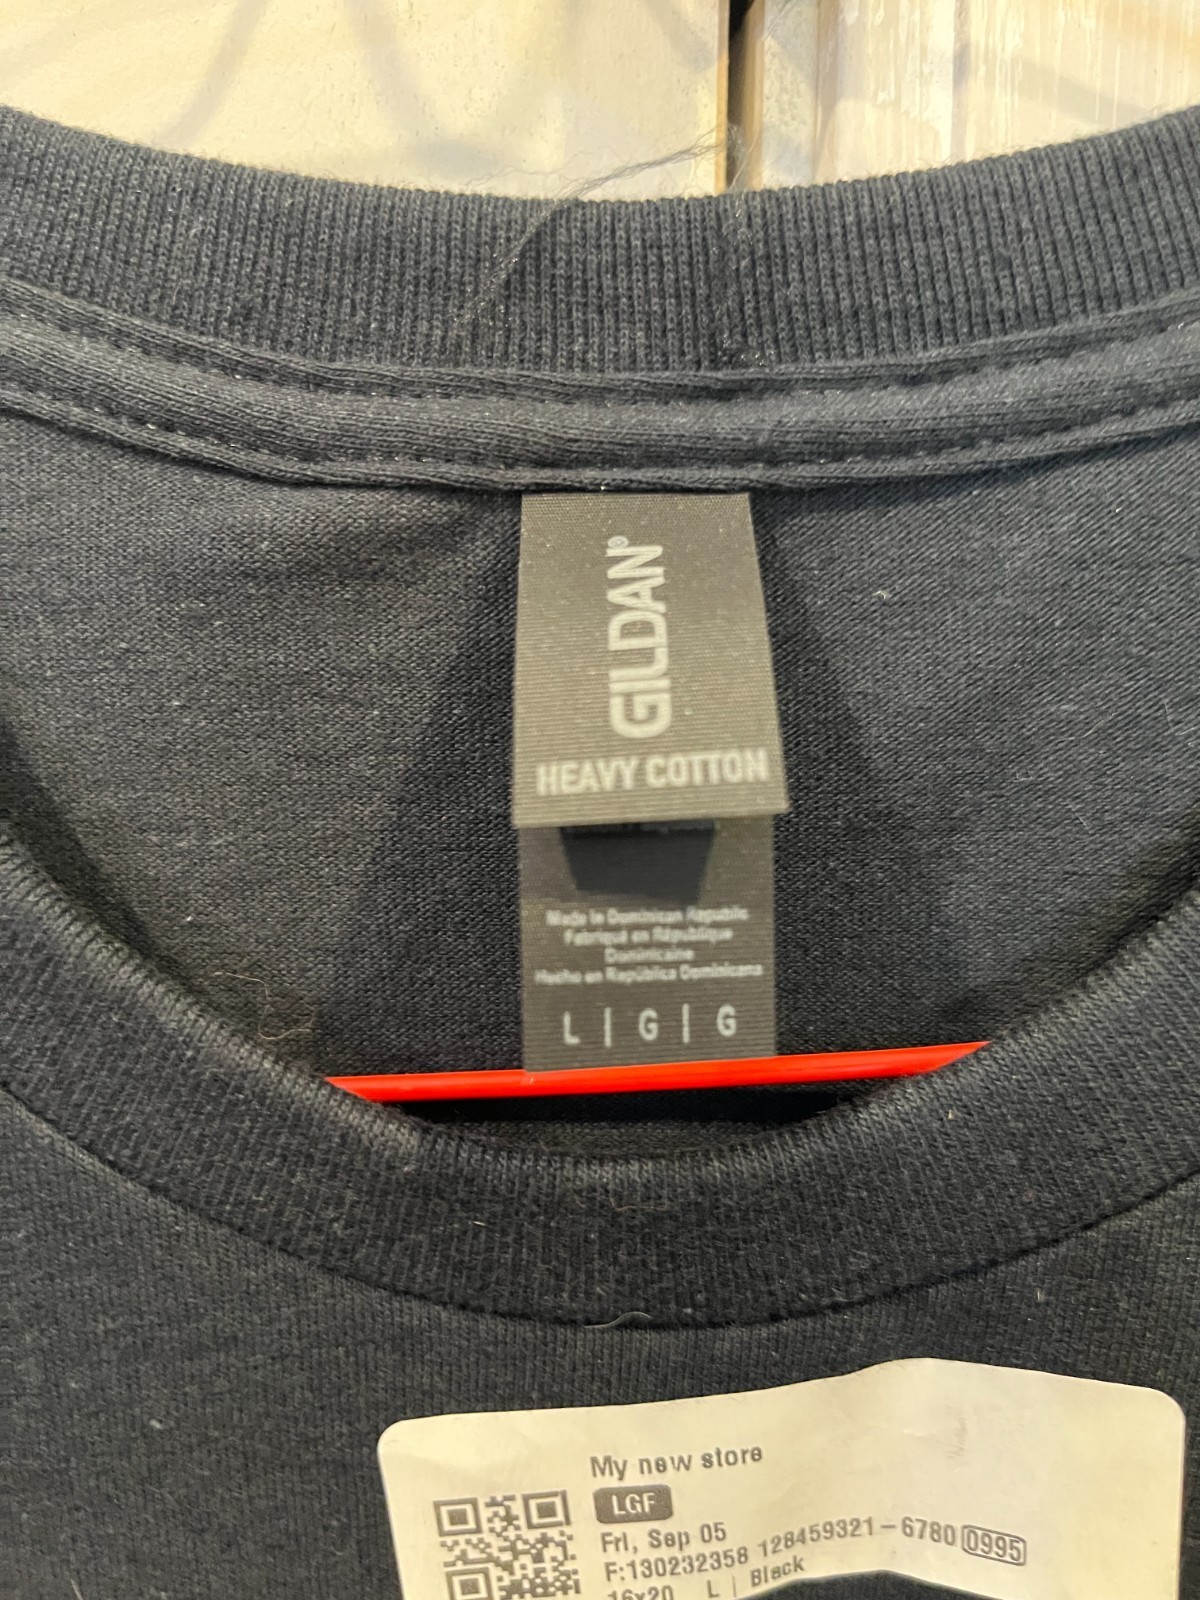 GILDAN®
HEAVY COTTON
Made in Dominican Republic
Fabriqué en République
Dominicaine
Hecho en República Dominicana
L | G | G
My new store
LGF
Fri, Sep 05
F:130232358 128459321-6780 0995
16x20 L | Black